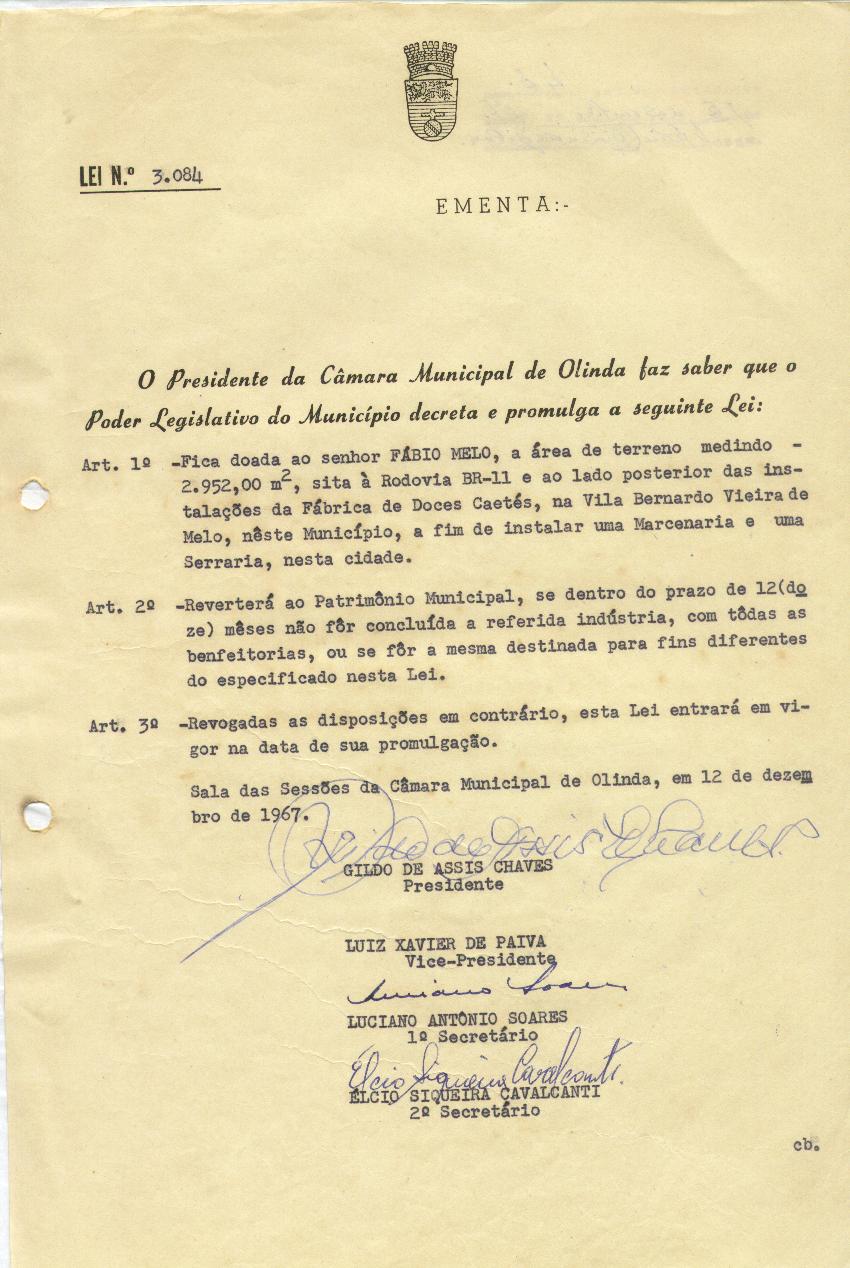 LEI N.º 3.084
EMENTA:-
O Presidente da Câmara Municipal de Olinda faz saber que o
Poder Legislativo do Município decreta e promulga a seguinte Lei:
Art. 1º -Fica doada ao senhor FÁBIO MELO, a área de terreno medindo -
2.952,00 m², sita à Rodovia BR-11 e ao lado posterior das ins-
talações da Fábrica de Doces Caetés, na Vila Bernardo Vieira de
Melo, nêste Município, a fim de instalar uma Marcenaria e uma
Serraria, nesta cidade.
Art. 2º -Reverterá ao Patrimônio Municipal, se dentro do prazo de 12(do
ze) mêses não fôr concluída a referida indústria, com tôdas as
benfeitorias, ou se fôr a mesma destinada para fins diferentes
do especificado nesta Lei.
Art. 3º -Revogadas as disposições em contrário, esta Lei entrará em vi-
gor na data de sua promulgação.
Sala das Sessões da Câmara Municipal de Olinda, em 12 de dezem
bro de 1967.
Gildo de Assis Chaves
GILDO DE ASSIS CHAVES
Presidente
LUIZ XAVIER DE PAIVA
Vice-Presidente
Luciano Soares
LUCIANO ANTÔNIO SOARES
1º Secretário
Élcio Siqueira Cavalcanti.
ÉLCIO SIQUEIRA CAVALCANTI
2º Secretário
cb.